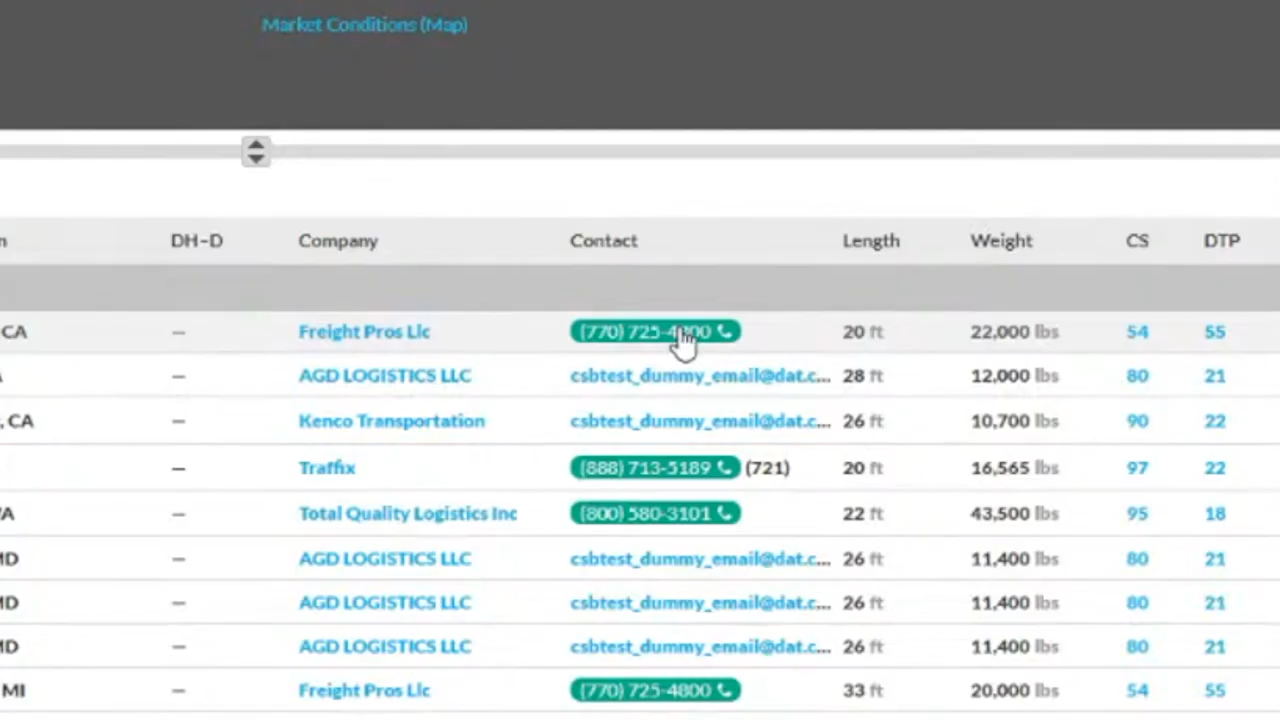 Market Conditions (Map)
n DH-D Company Contact Length Weight CS DTP
CA — Freight Pros Llc (770) 725-4800 20 ft 22,000 lbs 54 55
— AGD LOGISTICS LLC csbtest_dummy_email@dat.c... 28 ft 12,000 lbs 80 21
, CA — Kenco Transportation csbtest_dummy_email@dat.c... 26 ft 10,700 lbs 90 22
— Traffix (888) 713-5189 (721) 20 ft 16,565 lbs 97 22
/A — Total Quality Logistics Inc (800) 580-3101 22 ft 43,500 lbs 95 18
MD — AGD LOGISTICS LLC csbtest_dummy_email@dat.c... 26 ft 11,400 lbs 80 21
MD — AGD LOGISTICS LLC csbtest_dummy_email@dat.c... 26 ft 11,400 lbs 80 21
MD — AGD LOGISTICS LLC csbtest_dummy_email@dat.c... 26 ft 11,400 lbs 80 21
MI — Freight Pros Llc (770) 725-4800 33 ft 20,000 lbs 54 55